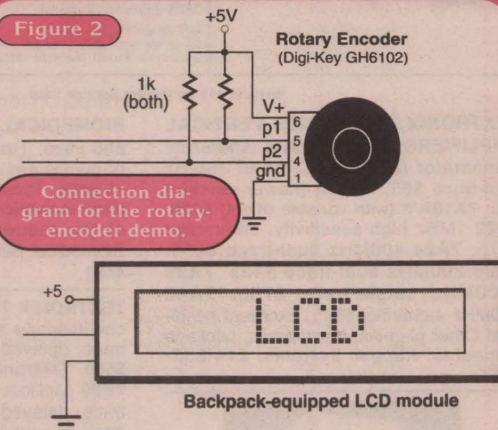 Figure 2
+5V
Rotary Encoder
(Digi-Key GH6102)
1k
(both)
V+
6
p1
5
p2
4
gnd
1
Connection dia-
gram for the rotary-
encoder demo.
+5
LCD
Backpack-equipped LCD module